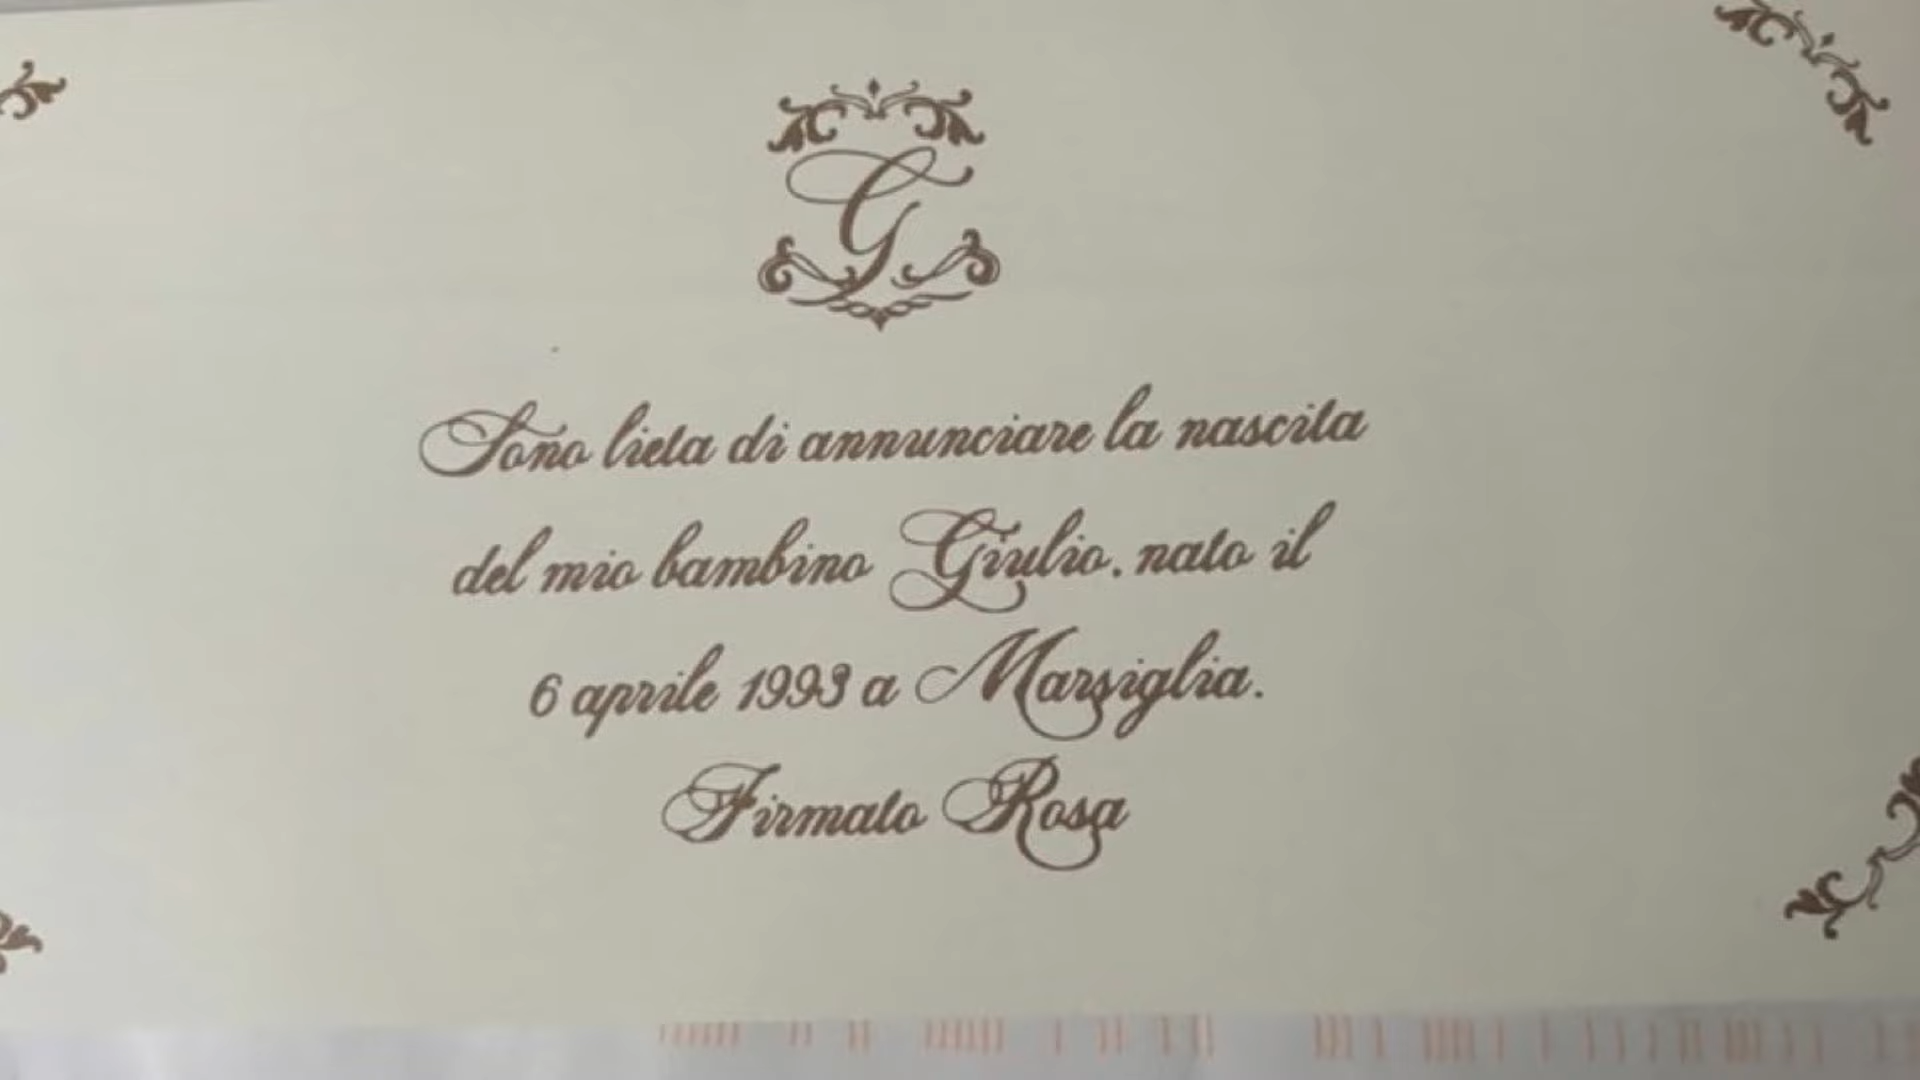 G
Sono lieta di annunciare la nascita
del mio bambino Giulio, nato il
6 aprile 1993 a Marsiglia.
Firmato Rosa